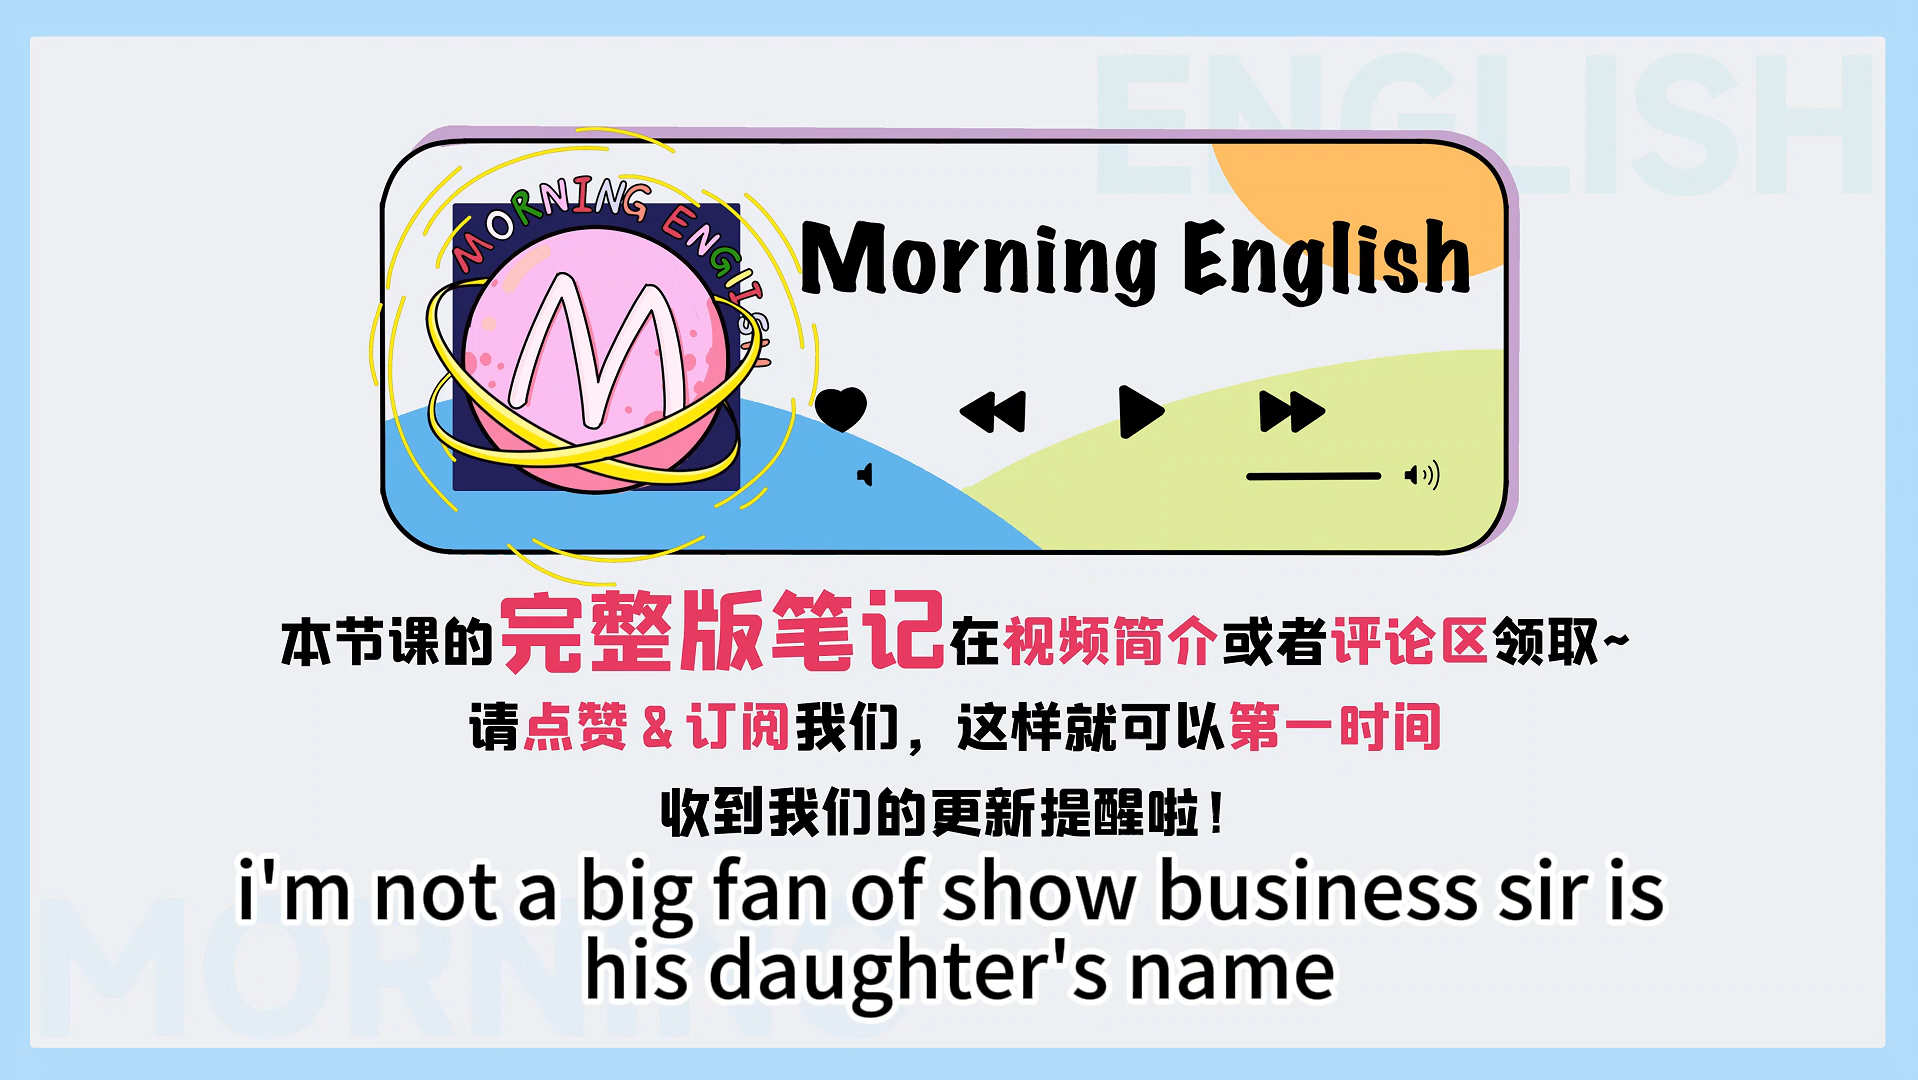 ENGLISH
MORNING ENGLISH
M
Morning English
本节课的完整版笔记在视频简介或者评论区领取~
请点赞&订阅我们，这样就可以第一时间
收到我们的更新提醒啦！
i'm not a big fan of show business sir is
his daughter's name
MORNING